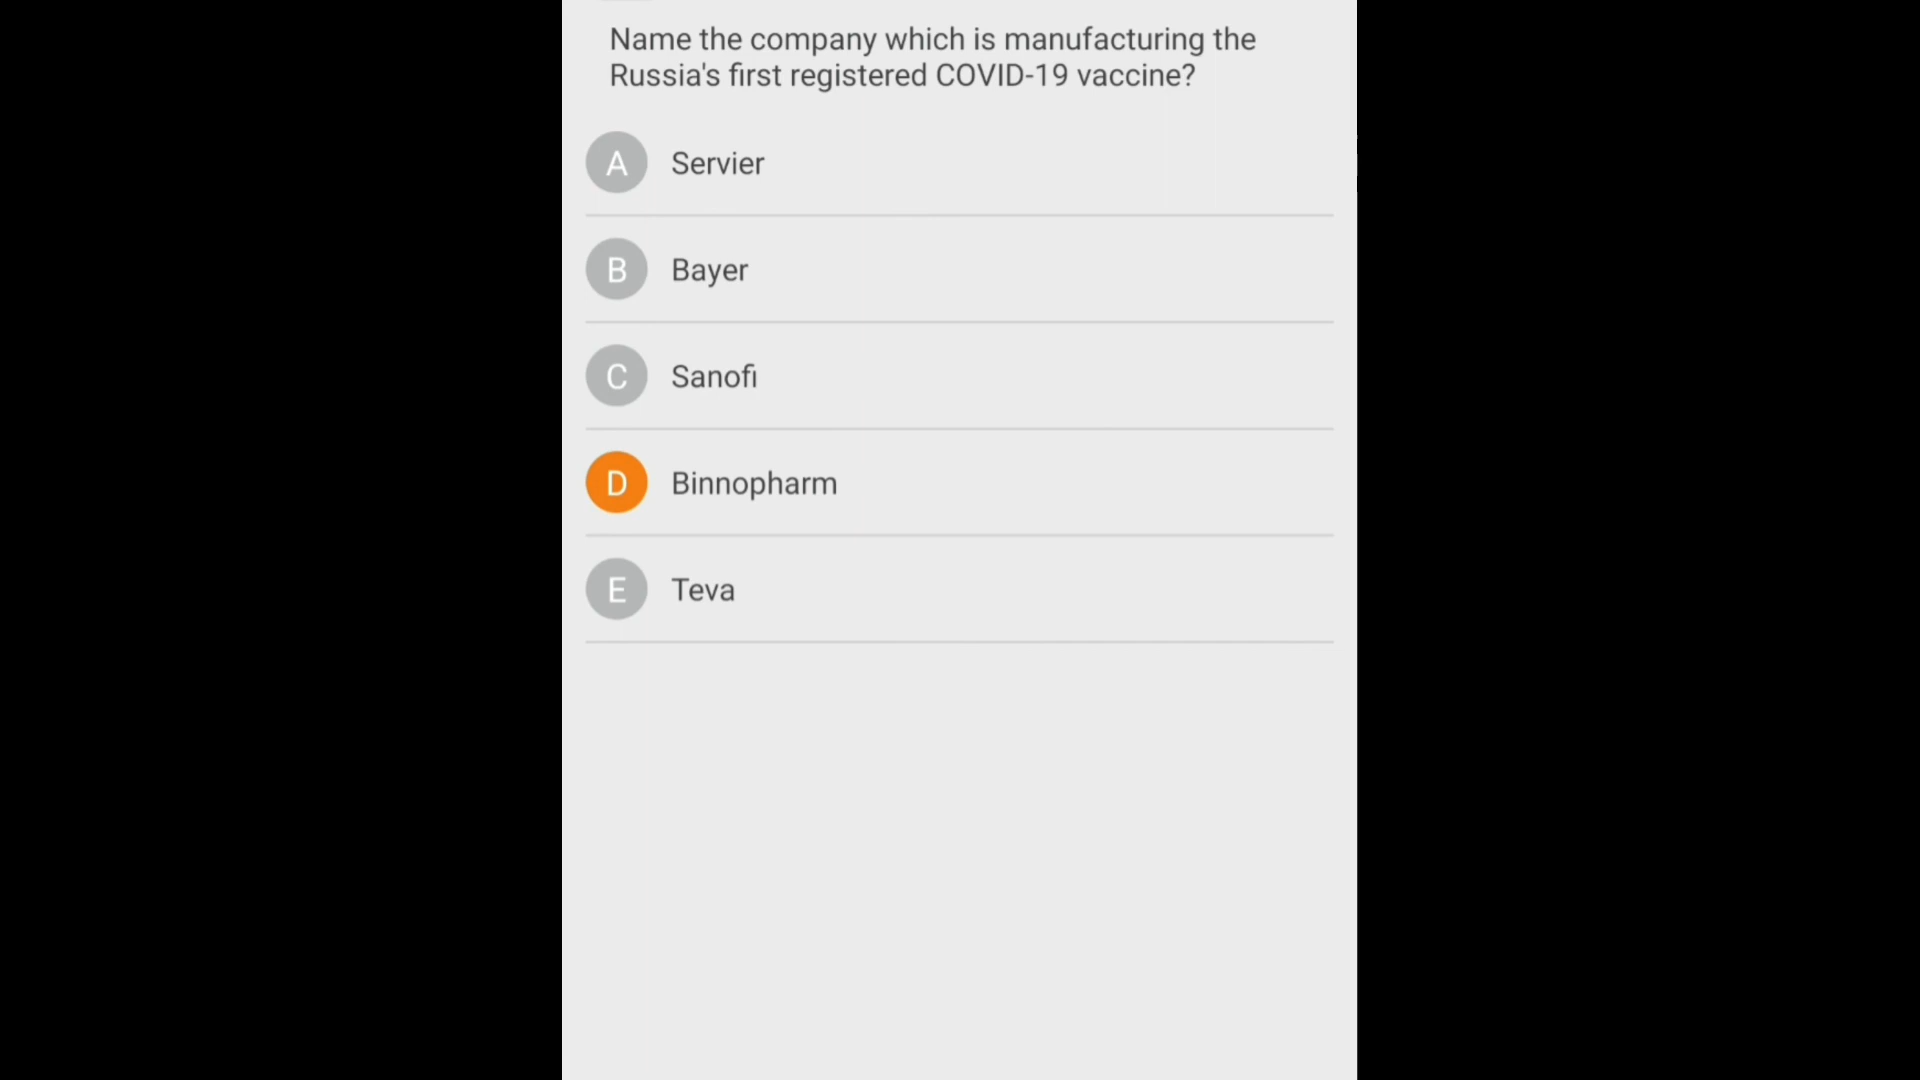 Name the company which is manufacturing the
Russia's first registered COVID-19 vaccine?
A Servier
B Bayer
C Sanofi
D Binnopharm
E Teva